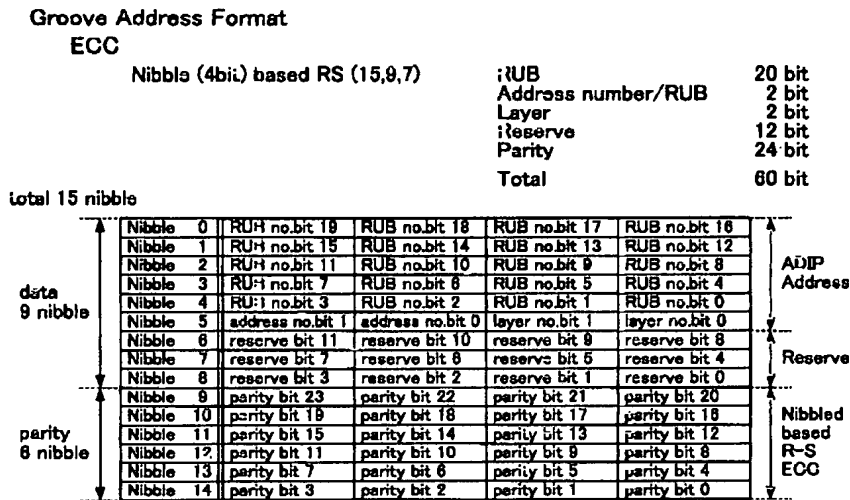 Groove Address Format
ECC
Nibble (4bit) based RS (15,9,7)
RUB 20 bit
Address number/RUB 2 bit
Layer 2 bit
Reserve 12 bit
Parity 24 bit
Total 60 bit
total 15 nibble
data
9 nibble
parity
6 nibble
Nibble 0 RUB no.bit 19 RUB no.bit 18 RUB no.bit 17 RUB no.bit 16
Nibble 1 RUB no.bit 15 RUB no.bit 14 RUB no.bit 13 RUB no.bit 12
Nibble 2 RUB no.bit 11 RUB no.bit 10 RUB no.bit 9 RUB no.bit 8
Nibble 3 RUB no.bit 7 RUB no.bit 6 RUB no.bit 5 RUB no.bit 4
Nibble 4 RUB no.bit 3 RUB no.bit 2 RUB no.bit 1 RUB no.bit 0
Nibble 5 address no.bit 1 address no.bit 0 layer no.bit 1 layer no.bit 0
Nibble 6 reserve bit 11 reserve bit 10 reserve bit 9 reserve bit 8
Nibble 7 reserve bit 7 reserve bit 6 reserve bit 5 reserve bit 4
Nibble 8 reserve bit 3 reserve bit 2 reserve bit 1 reserve bit 0
Nibble 9 parity bit 23 parity bit 22 parity bit 21 parity bit 20
Nibble 10 parity bit 19 parity bit 18 parity bit 17 parity bit 16
Nibble 11 parity bit 15 parity bit 14 parity bit 13 parity bit 12
Nibble 12 parity bit 11 parity bit 10 parity bit 9 parity bit 8
Nibble 13 parity bit 7 parity bit 6 parity bit 5 parity bit 4
Nibble 14 parity bit 3 parity bit 2 parity bit 1 parity bit 0
ADIP
Address
Reserve
Nibbled
based
R-S
ECC